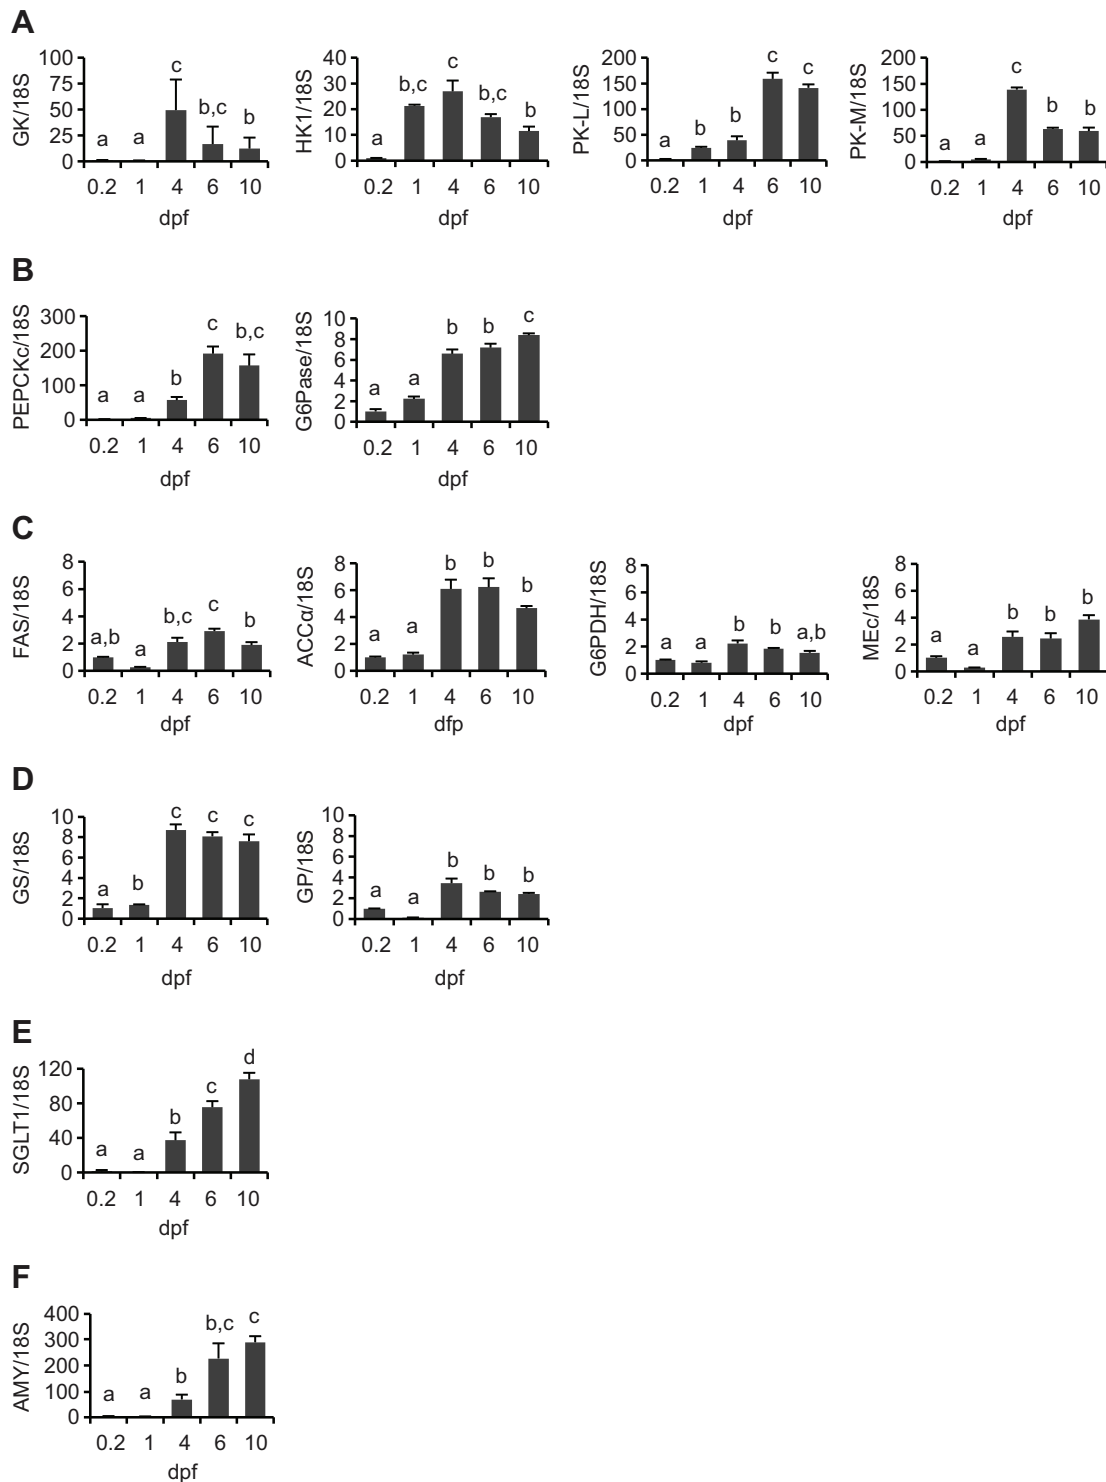 A
GK/18S
100
75
50
25
0
a
a
c
b,c
b
0.2 1 4 6 10
dpf
HK1/18S
40
30
20
10
0
a
b,c
c
b,c
b
0.2 1 4 6 10
dpf
PK-L/18S
200
150
100
50
0
a
b
b
c
c
0.2 1 4 6 10
dpf
PK-M/18S
200
150
100
50
0
a
a
c
b
b
0.2 1 4 6 10
dpf
B
PEPCKc/18S
300
200
100
0
a
a
b
c
b,c
0.2 1 4 6 10
dpf
G6Pase/18S
10
8
6
4
2
0
a
a
b
b
c
0.2 1 4 6 10
dpf
C
FAS/18S
8
6
4
2
0
a,b
a
b,c
c
b
0.2 1 4 6 10
dpf
ACCα/18S
8
6
4
2
0
a
a
b
b
b
0.2 1 4 6 10
dfp
G6PDH/18S
8
6
4
2
0
a
a
b
b
a,b
0.2 1 4 6 10
dpf
MEc/18S
8
6
4
2
0
a
a
b
b
b
0.2 1 4 6 10
dpf
D
GS/18S
10
8
6
4
2
0
a
b
c
c
c
0.2 1 4 6 10
dpf
GP/18S
10
8
6
4
2
0
a
a
b
b
b
0.2 1 4 6 10
dpf
E
SGLT1/18S
120
80
40
0
a
a
b
c
d
0.2 1 4 6 10
dpf
F
AMY/18S
400
300
200
100
0
a
a
b
b,c
c
0.2 1 4 6 10
dpf